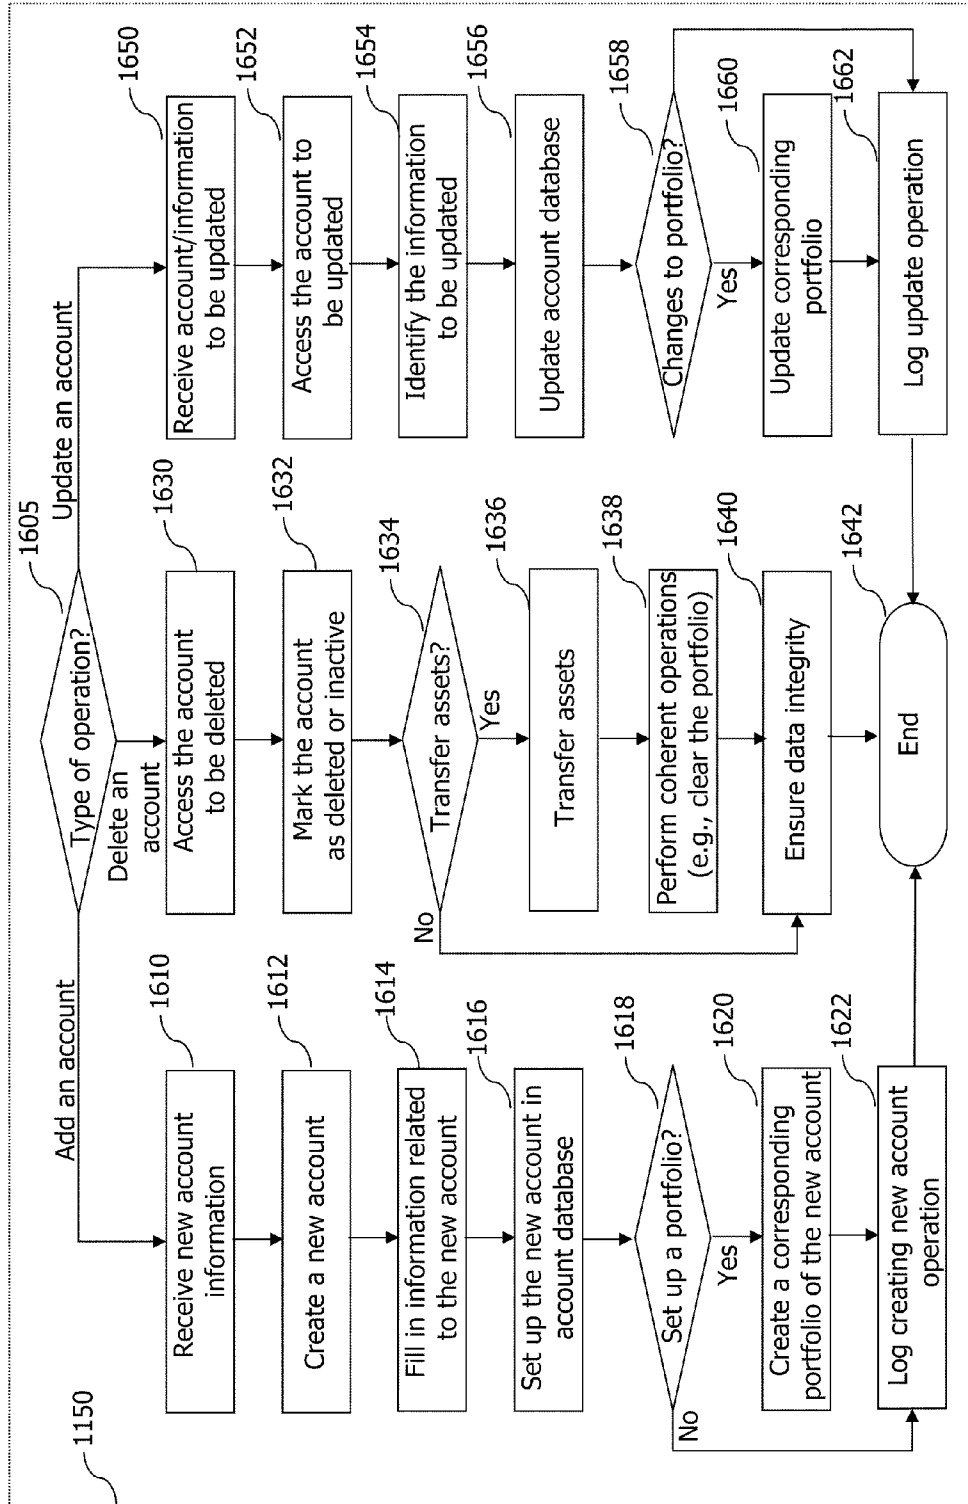 1150
1605
Type of operation?
Add an account
Delete an
account
Update an account
1610
Receive new account
information
1612
Create a new account
1614
Fill in information related
to the new account
1616
Set up the new account in
account database
1618
Set up a portfolio?
No
Yes
1620
Create a corresponding
portfolio of the new account
1622
Log creating new account
operation
1630
Access the account
to be deleted
1632
Mark the account
as deleted or inactive
1634
Transfer assets?
No
Yes
1636
Transfer assets
1638
Perform coherent operations
(e.g., clear the portfolio)
1640
Ensure data integrity
1642
End
1650
Receive account/information
to be updated
1652
Access the account to
be updated
1654
Identify the information
to be updated
1656
Update account database
1658
Changes to portfolio?
Yes
1660
Update corresponding
portfolio
1662
Log update operation